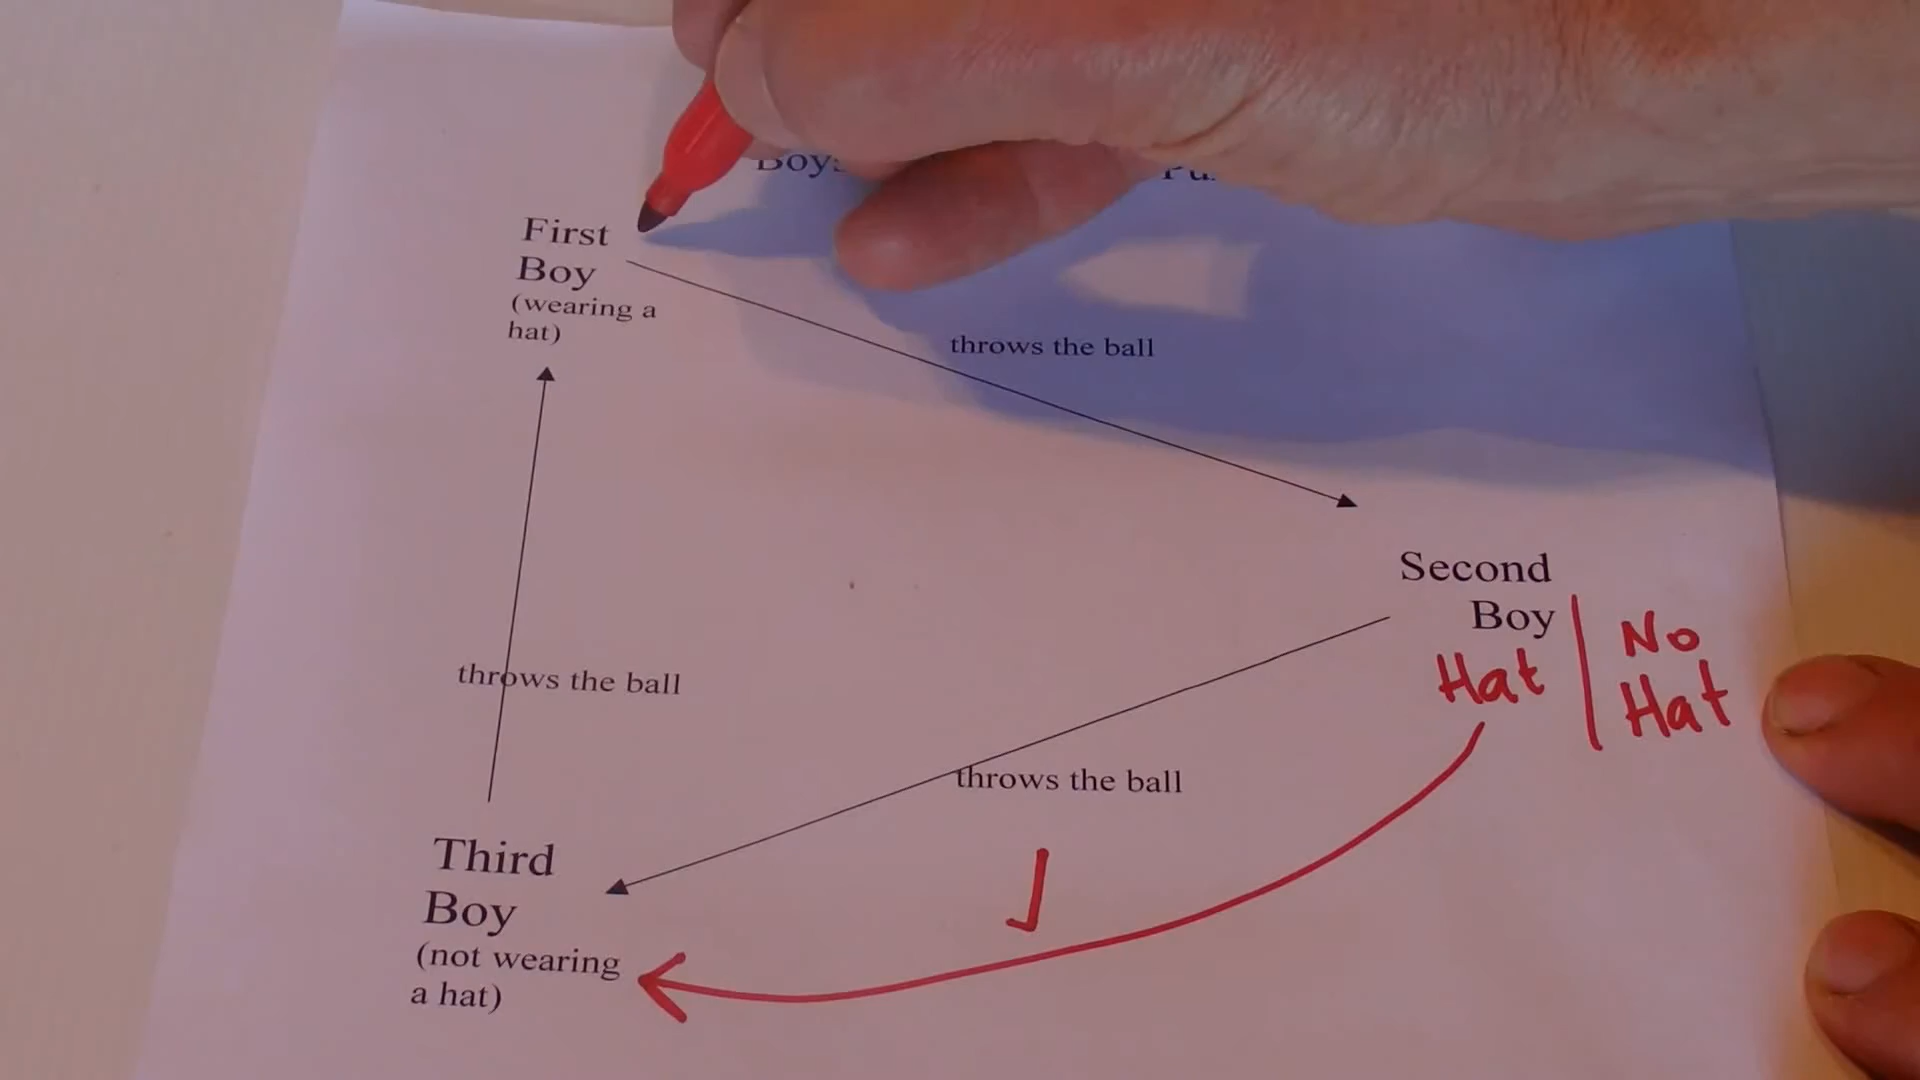 First
Boy
(wearing a
hat)
throws the ball
Second
Boy
Hat
No
Hat
throws the ball
throws the ball
Third
Boy
(not wearing
a hat)